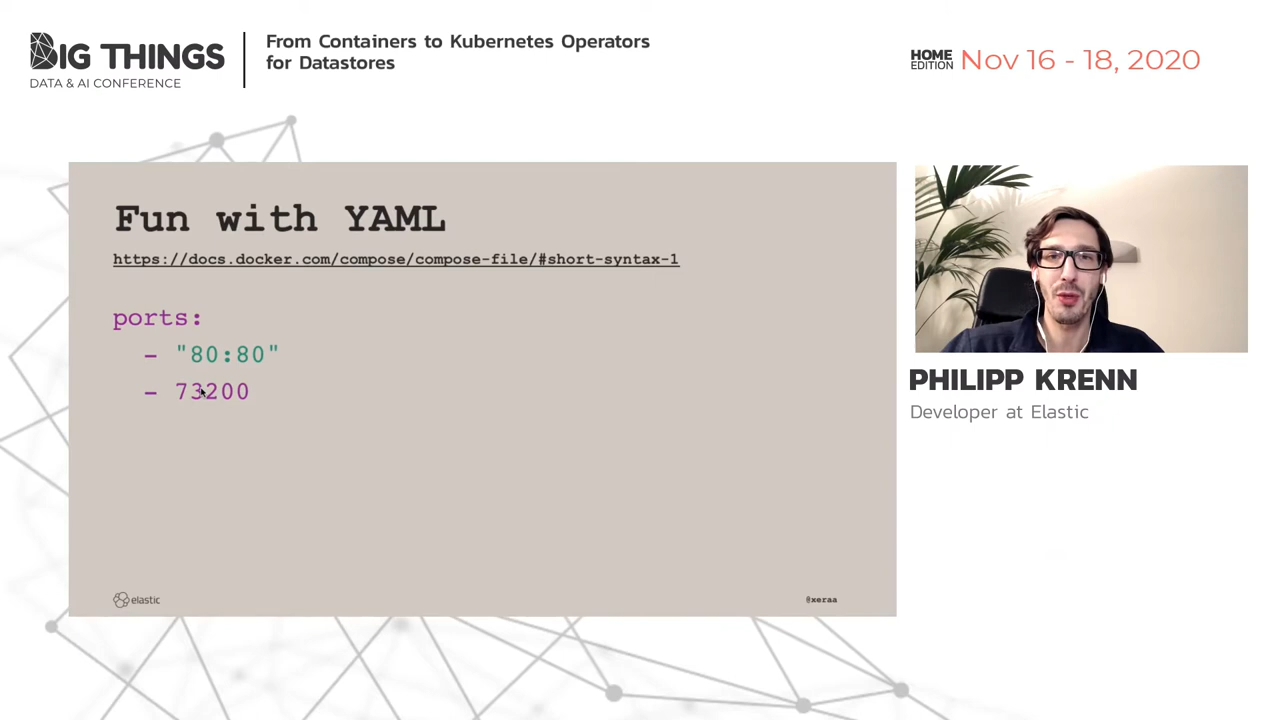 BIG THINGS
DATA & AI CONFERENCE
From Containers to Kubernetes Operators
for Datastores
HOME
EDITION
Nov 16 - 18, 2020
Fun with YAML
https://docs.docker.com/compose/compose-file/#short-syntax-1
ports:
- "80:80"
- 73200
elastic
@xeraa
PHILIPP KRENN
Developer at Elastic